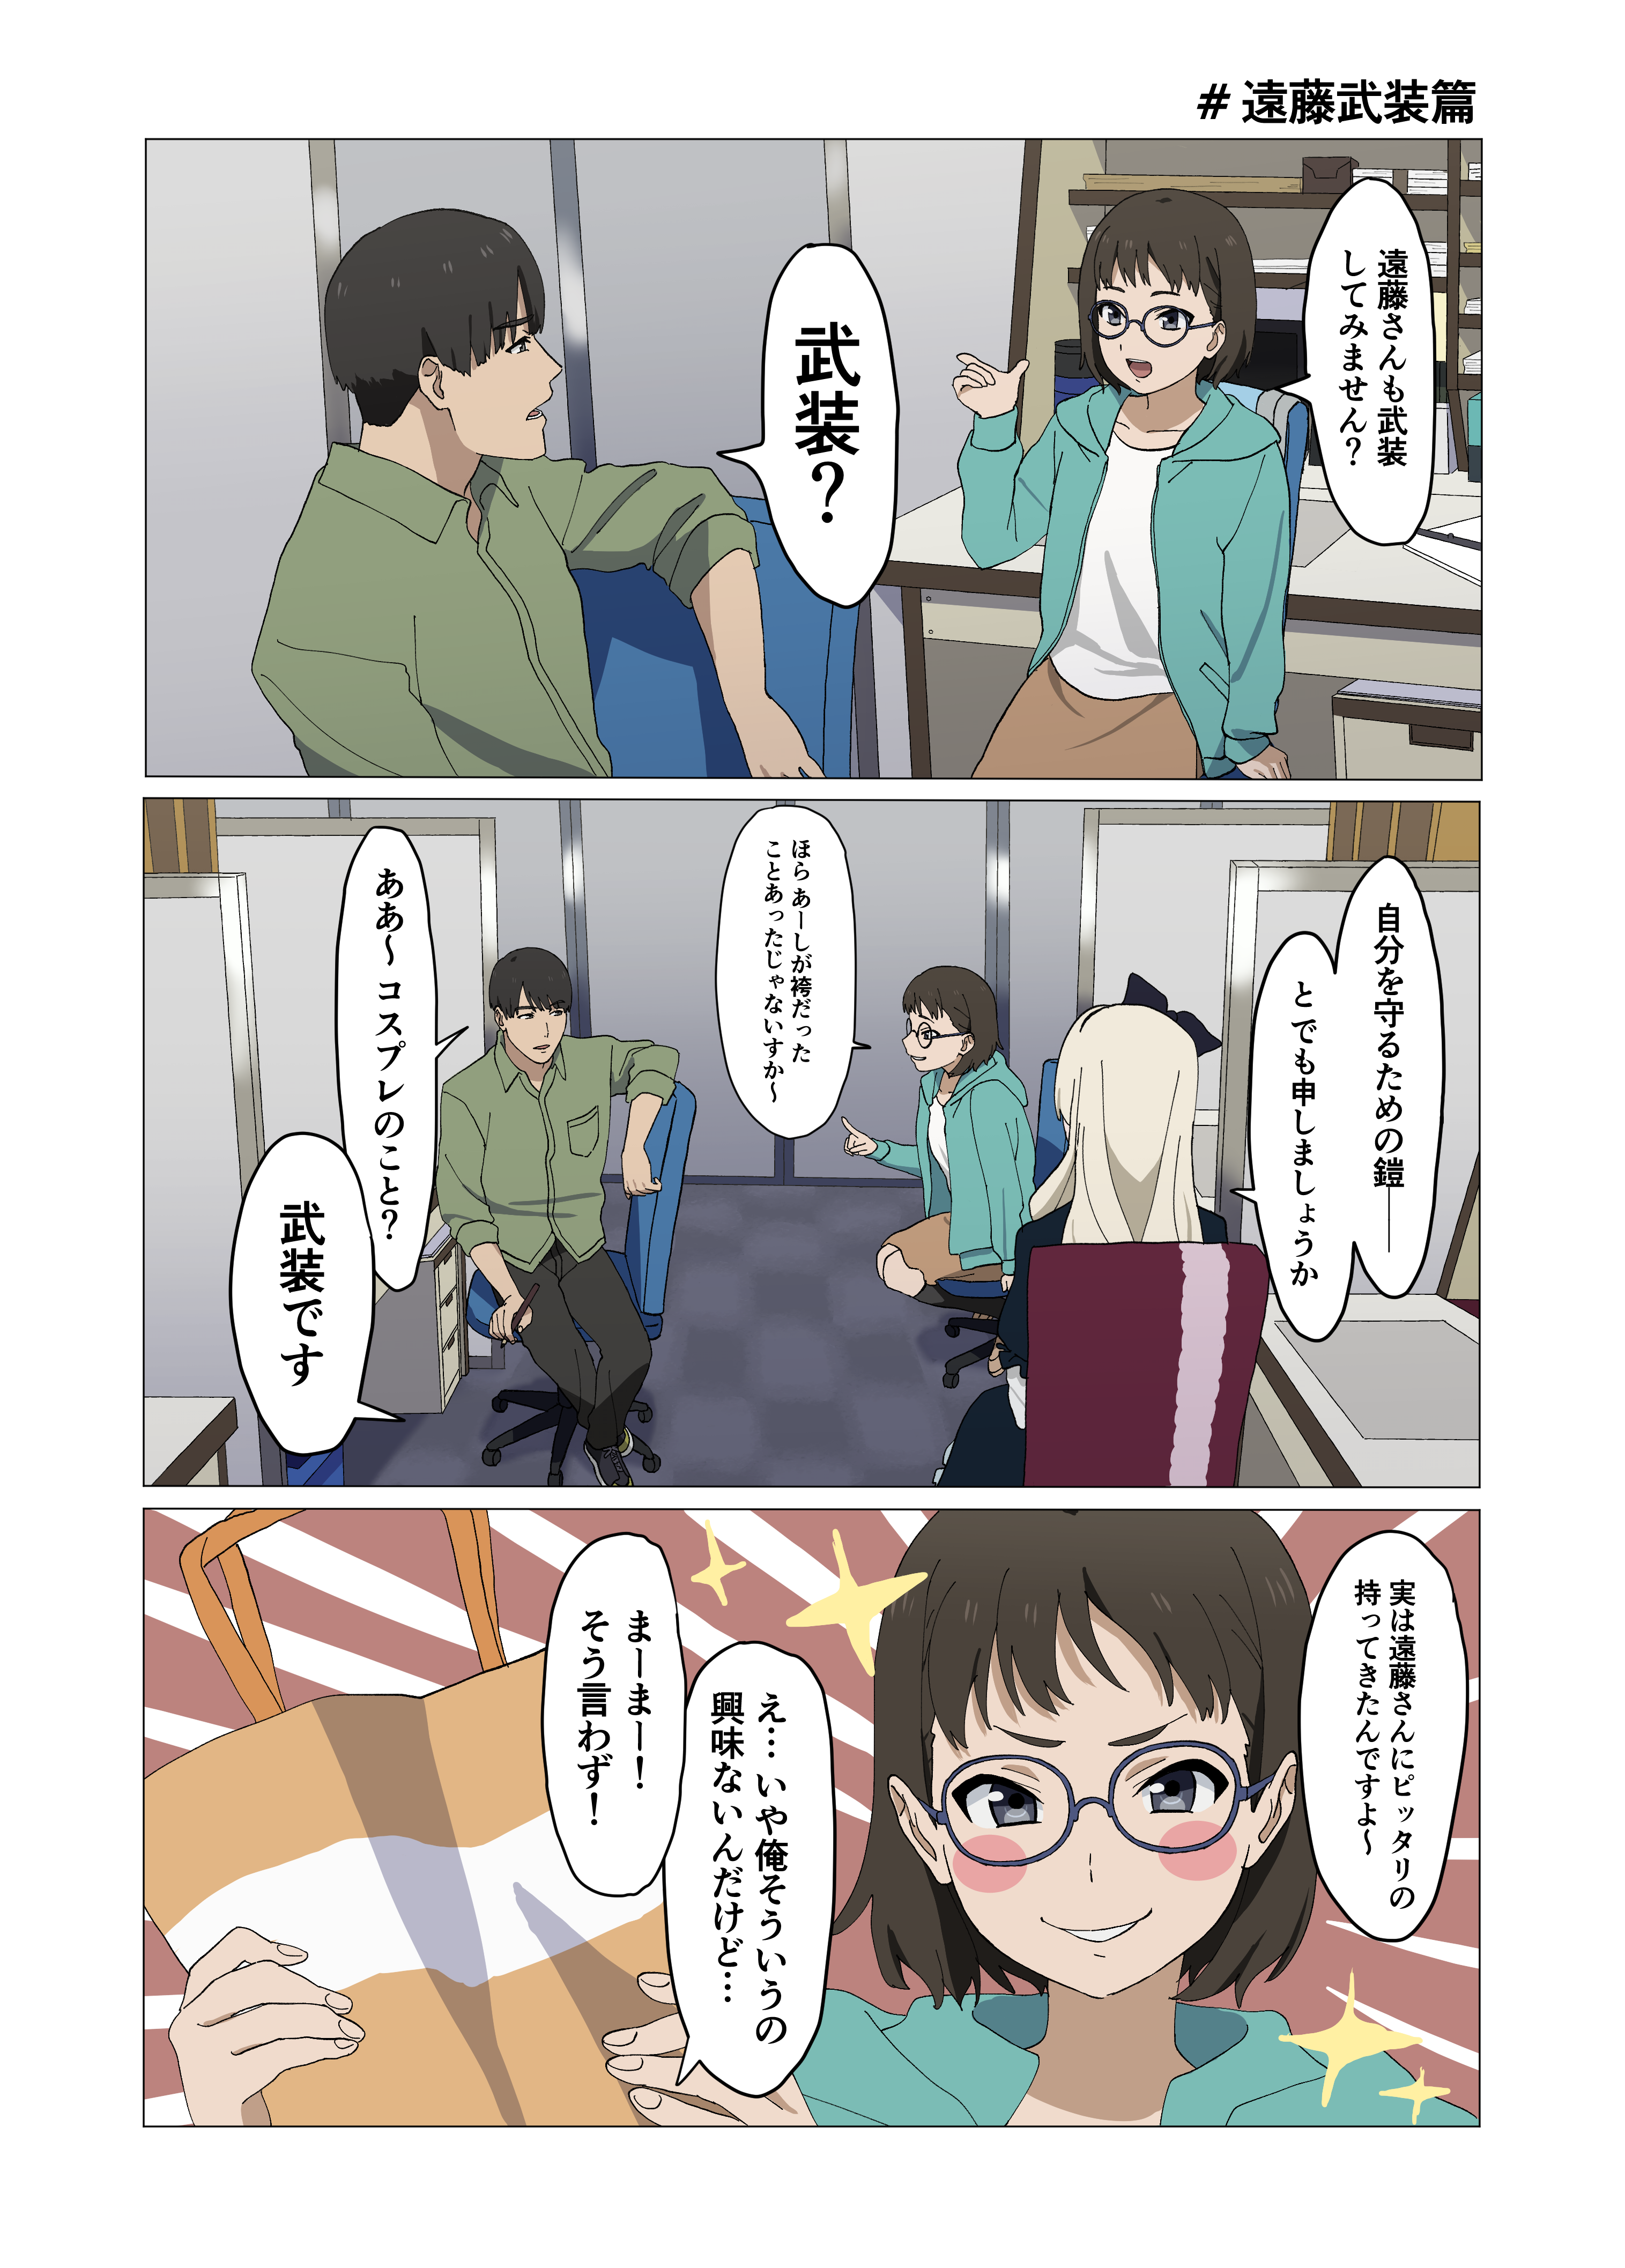 # 遠藤武装篇
遠藤さんも武装
してみません？
武装？
自分を守るための鎧──
とでも申しましょうか
ほら あーしが袴だった
ことあったじゃないすか～
ああ～ コスプレのこと？
武装です
実は遠藤さんにピッタリの
持ってきたんですよ～
え… いや俺そういうの
興味ないんだけど…
まーまー！
そう言わず！